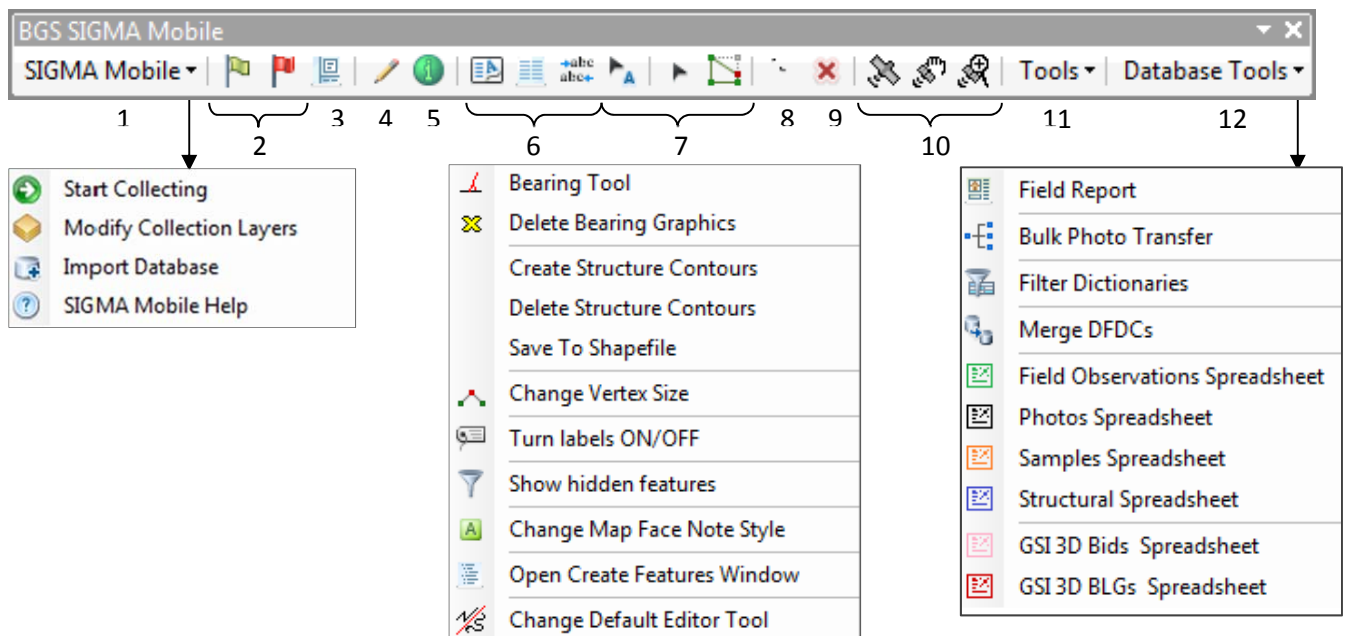 BGS SIGMA Mobile
SIGMA Mobile
Tools
Database Tools
1
2
3
4
5
6
7
8
9
10
11
12
Start Collecting
Modify Collection Layers
Import Database
SIGMA Mobile Help
Bearing Tool
Delete Bearing Graphics
Create Structure Contours
Delete Structure Contours
Save To Shapefile
Change Vertex Size
Turn labels ON/OFF
Show hidden features
Change Map Face Note Style
Open Create Features Window
Change Default Editor Tool
Field Report
Bulk Photo Transfer
Filter Dictionaries
Merge DFDCs
Field Observations Spreadsheet
Photos Spreadsheet
Samples Spreadsheet
Structural Spreadsheet
GSI 3D Bids Spreadsheet
GSI 3D BLGs Spreadsheet